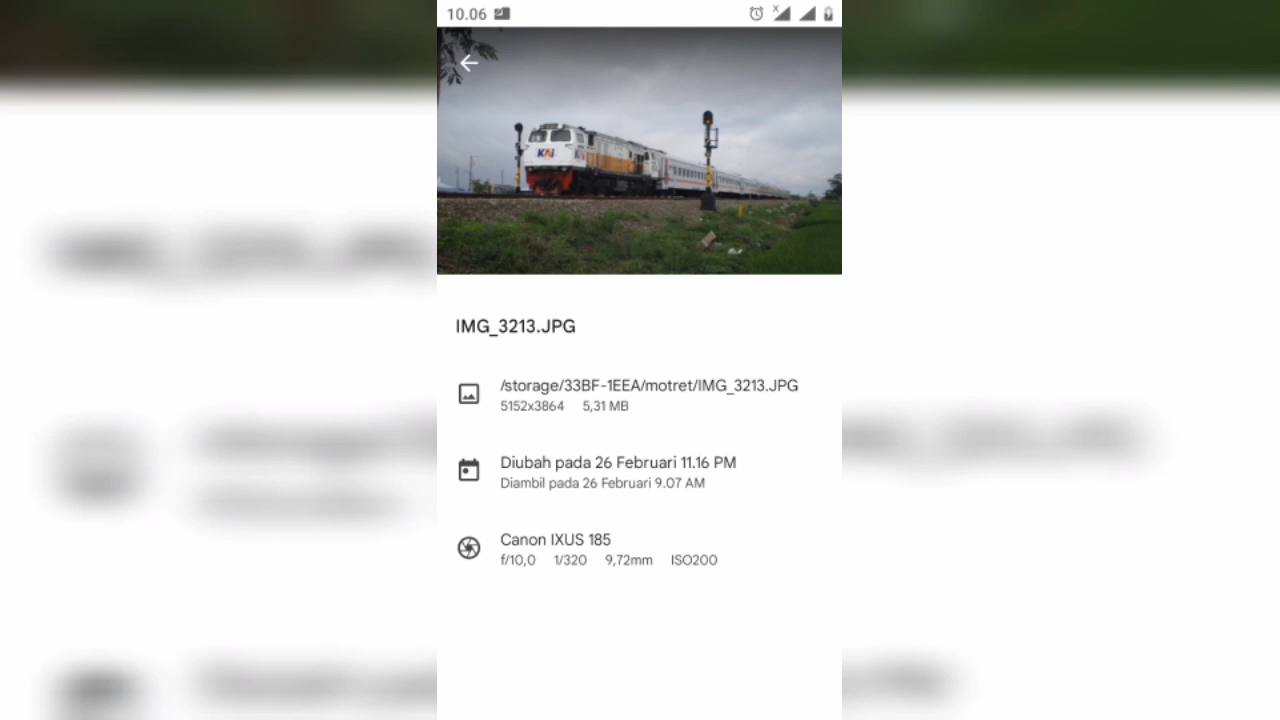 10.06
KAI
IMG_3213.JPG
/storage/33BF-1EEA/motret/IMG_3213.JPG
5152x3864 5,31 MB
Diubah pada 26 Februari 11.16 PM
Diambil pada 26 Februari 9.07 AM
Canon IXUS 185
f/10,0 1/320 9,72mm ISO200